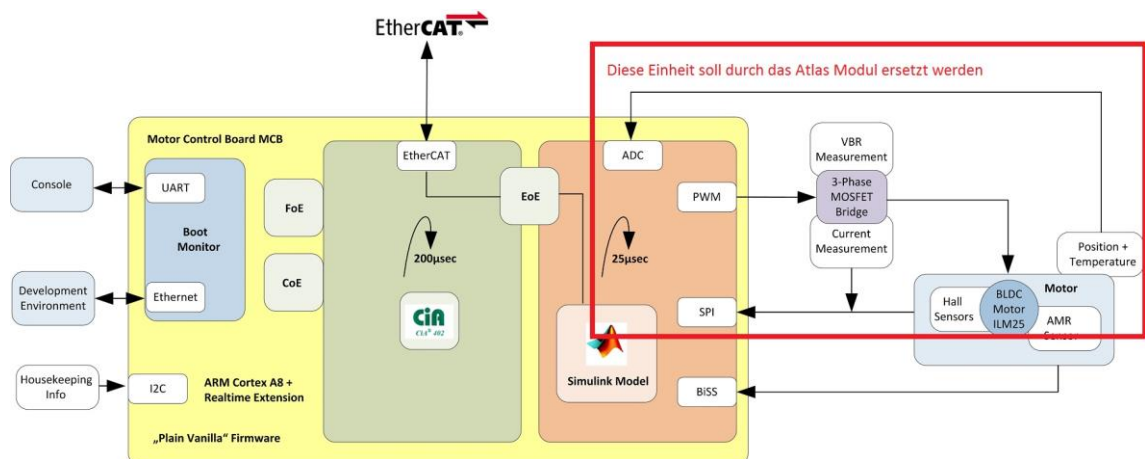 EtherCAT®
Diese Einheit soll durch das Atlas Modul ersetzt werden
Motor Control Board MCB
EtherCAT
ADC
VBR
Measurement
Console
UART
EoE
PWM
3-Phase
MOSFET
Bridge
FoE
Boot
Monitor
Current
Measurement
Position +
Temperature
200µsec
25µsec
Development
Environment
Ethernet
CoE
SPI
Motor
Hall
Sensors
BLDC
Motor
ILM25
AMR
Sensor
CiA
CIA® 402
Housekeeping
Info
I2C
ARM Cortex A8 +
Realtime Extension
Simulink Model
BiSS
„Plain Vanilla“ Firmware